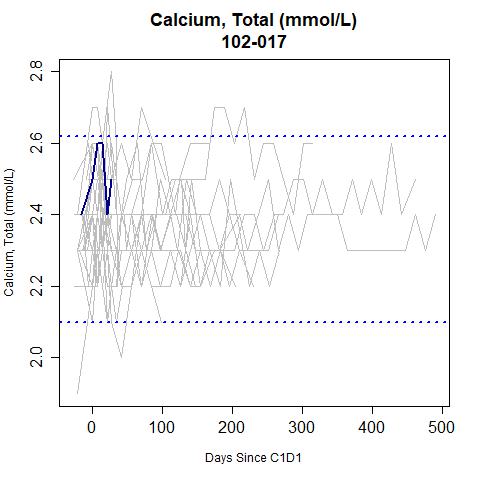 Calcium, Total (mmol/L)
102-017
2.8
2.6
2.4
2.2
2.0
Calcium, Total (mmol/L)
0 100 200 300 400 500
Days Since C1D1